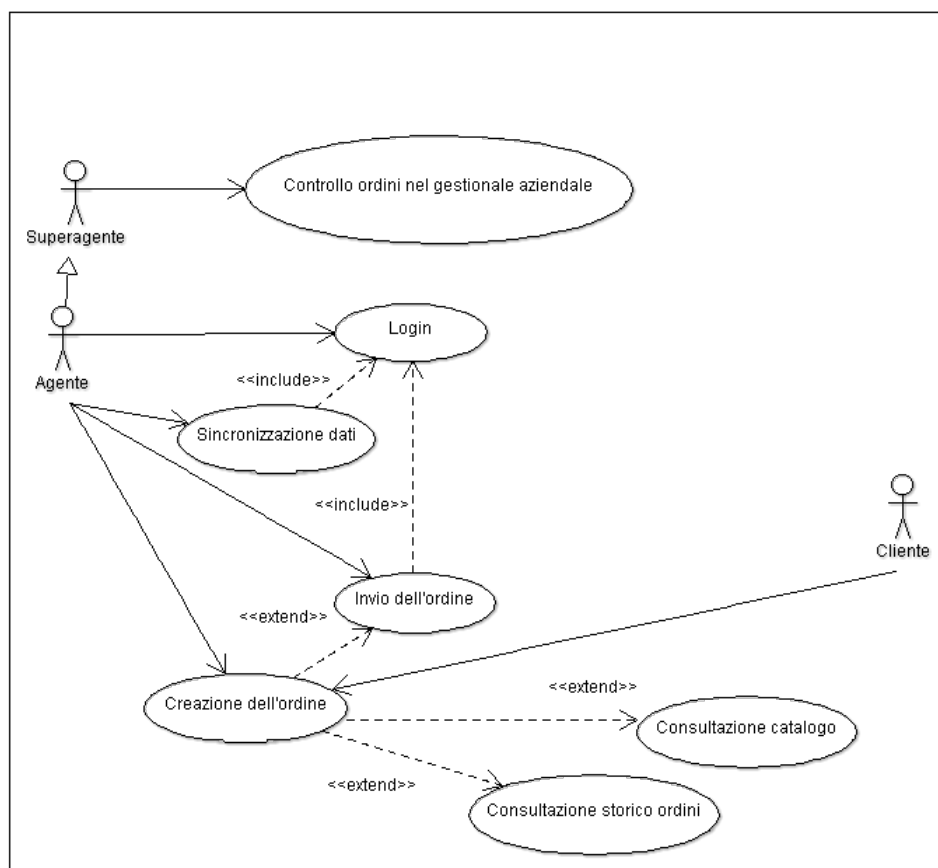 Controllo ordini nel gestionale aziendale
Superagente
Login
Agente
<<include>>
Sincronizzazione dati
<<include>>
Cliente
Invio dell'ordine
<<extend>>
Creazione dell'ordine
<<extend>>
Consultazione catalogo
<<extend>>
Consultazione storico ordini